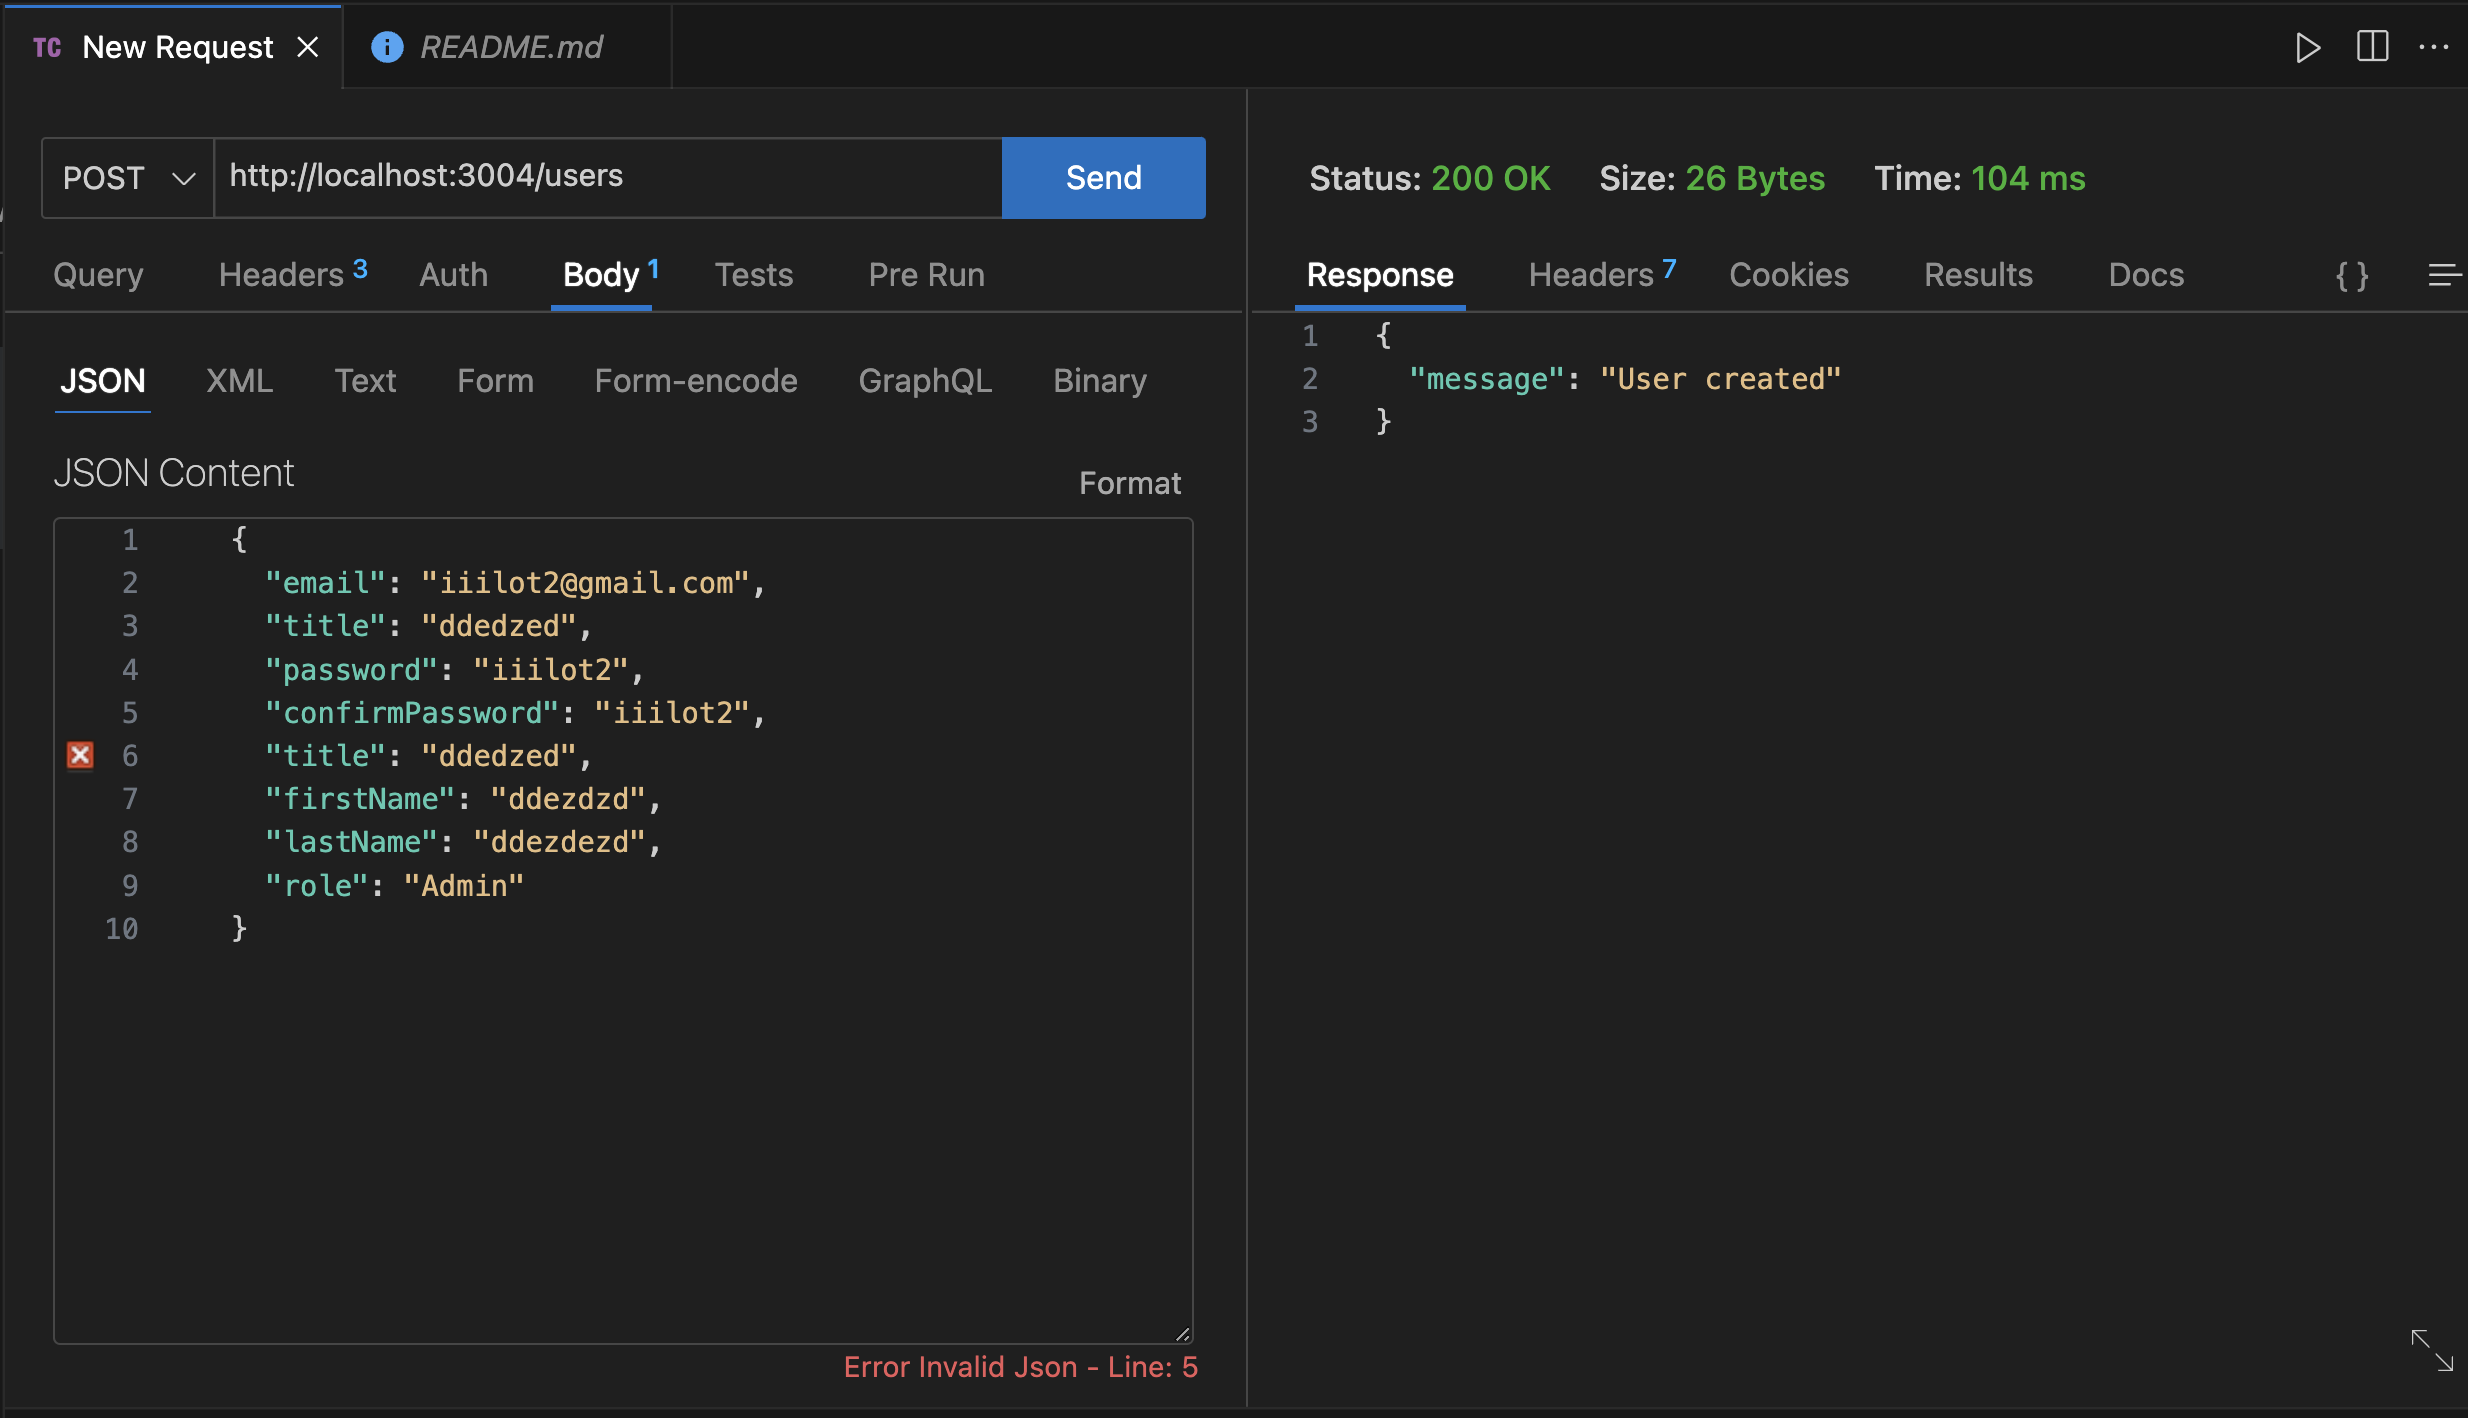 TC New Request README.md
POST http://localhost:3004/users Send
Query Headers 3 Auth Body 1 Tests Pre Run
JSON XML Text Form Form-encode GraphQL Binary
JSON Content
Format
1 {
2 "email": "iiilot2@gmail.com",
3 "title": "ddedzed",
4 "password": "iiilot2",
5 "confirmPassword": "iiilot2",
6 "title": "ddedzed",
7 "firstName": "ddezdzd",
8 "lastName": "ddezdezd",
9 "role": "Admin"
10 }
Error Invalid Json - Line: 5
Status: 200 OK Size: 26 Bytes Time: 104 ms
Response Headers 7 Cookies Results Docs { }
1 {
2 "message": "User created"
3 }